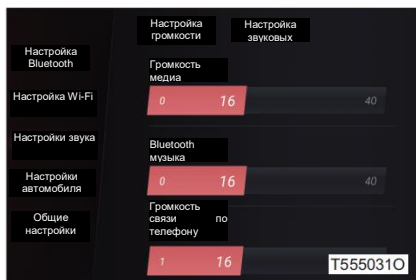 Настройка громкости
Настройка звуковых
Настройка Bluetooth
Громкость медиа
Настройка Wi-Fi
0 16 40
Настройки звука
Bluetooth музыка
Настройки автомобиля
0 16 40
Общие настройки
Громкость связи по телефону
1 16
T555031O